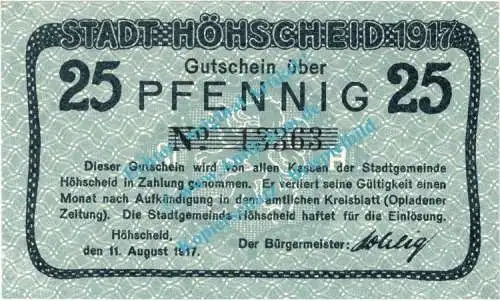 STADT HÖHSCHEID 1917
Gutschein über
25 PFENNIG 25
No 13363
Dieser Gutschein wird von allen Kassen der Stadtgemeinde
Höhscheid in Zahlung genommen. Er verliert seine Gültigkeit einen
Monat nach Aufkündigung in den amtlichen Kreisblatt (Opladener
Zeitung). Die Stadtgemeinde Höhscheid haftet für die Einlösung.
Höhscheid,
den 11. August 1917. Der Bürgermeister: